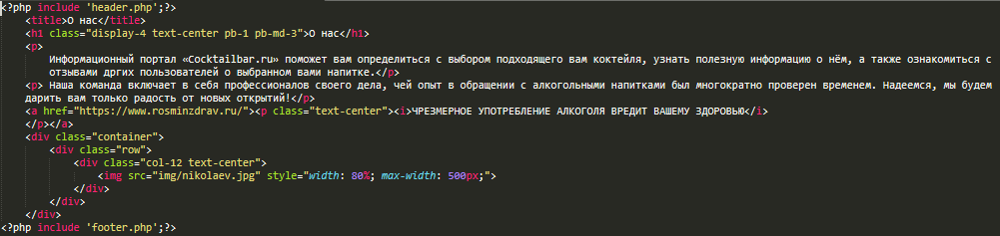 <?php include 'header.php';?>
<title>О нас</title>
<h1 class="display-4 text-center pb-1 pb-md-3">О нас</h1>
<p>
Информационный портал «Cocktailbar.ru» поможет вам определиться с выбором подходящего вам коктейля, узнать полезную информацию о нём, а также ознакомиться с
отзывами дргих пользователей о выбранном вами напитке.</p>
<p> Наша команда включает в себя профессионалов своего дела, чей опыт в обращении с алкогольными напитками был многократно проверен временем. Надеемся, мы будем
дарить вам только радость от новых открытий!</p>
<a href="https://www.rosminzdrav.ru/"><p class="text-center"><i>ЧРЕЗМЕРНОЕ УПОТРЕБЛЕНИЕ АЛКОГОЛЯ ВРЕДИТ ВАШЕМУ ЗДОРОВЬЮ</i>
</p></a>
<div class="container">
<div class="row">
<div class="col-12 text-center">
<img src="img/nikolaev.jpg" style="width: 80%; max-width: 500px;">
</div>
</div>
</div>
<?php include 'footer.php';?>